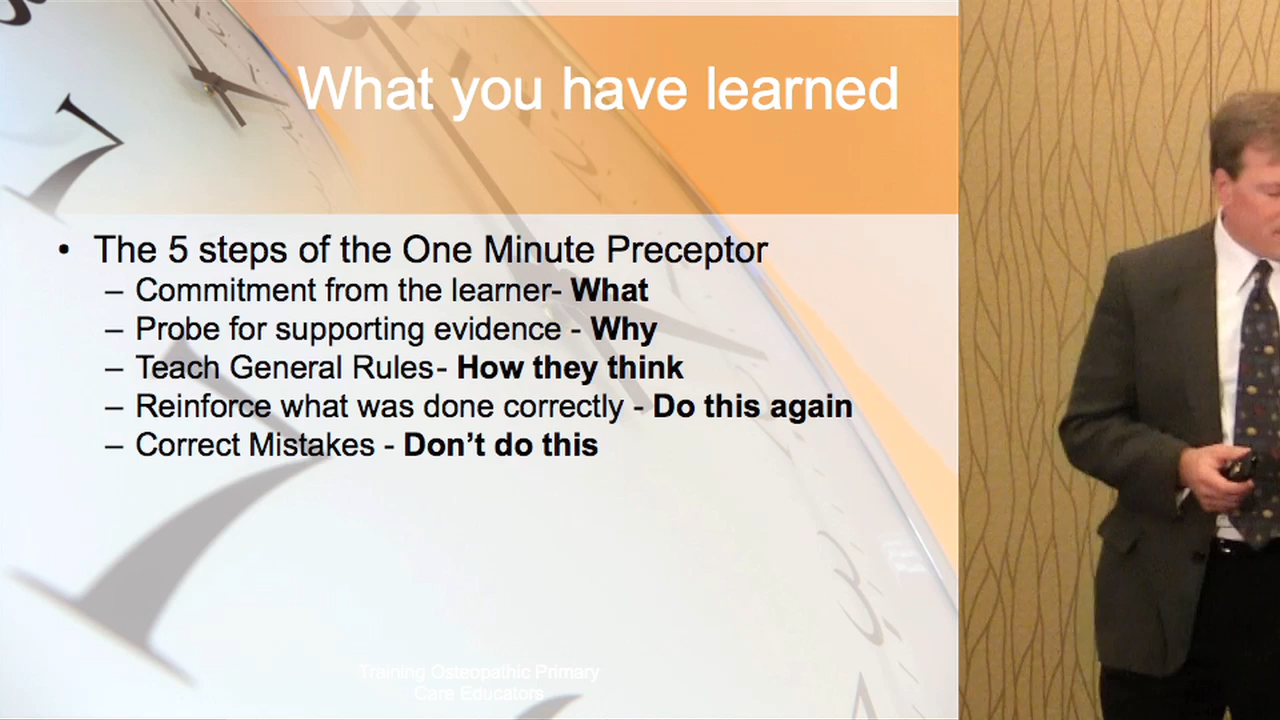 What you have learned
• The 5 steps of the One Minute Preceptor
– Commitment from the learner- What
– Probe for supporting evidence - Why
– Teach General Rules- How they think
– Reinforce what was done correctly - Do this again
– Correct Mistakes - Don’t do this
Training Osteopathic Primary
Care Educators